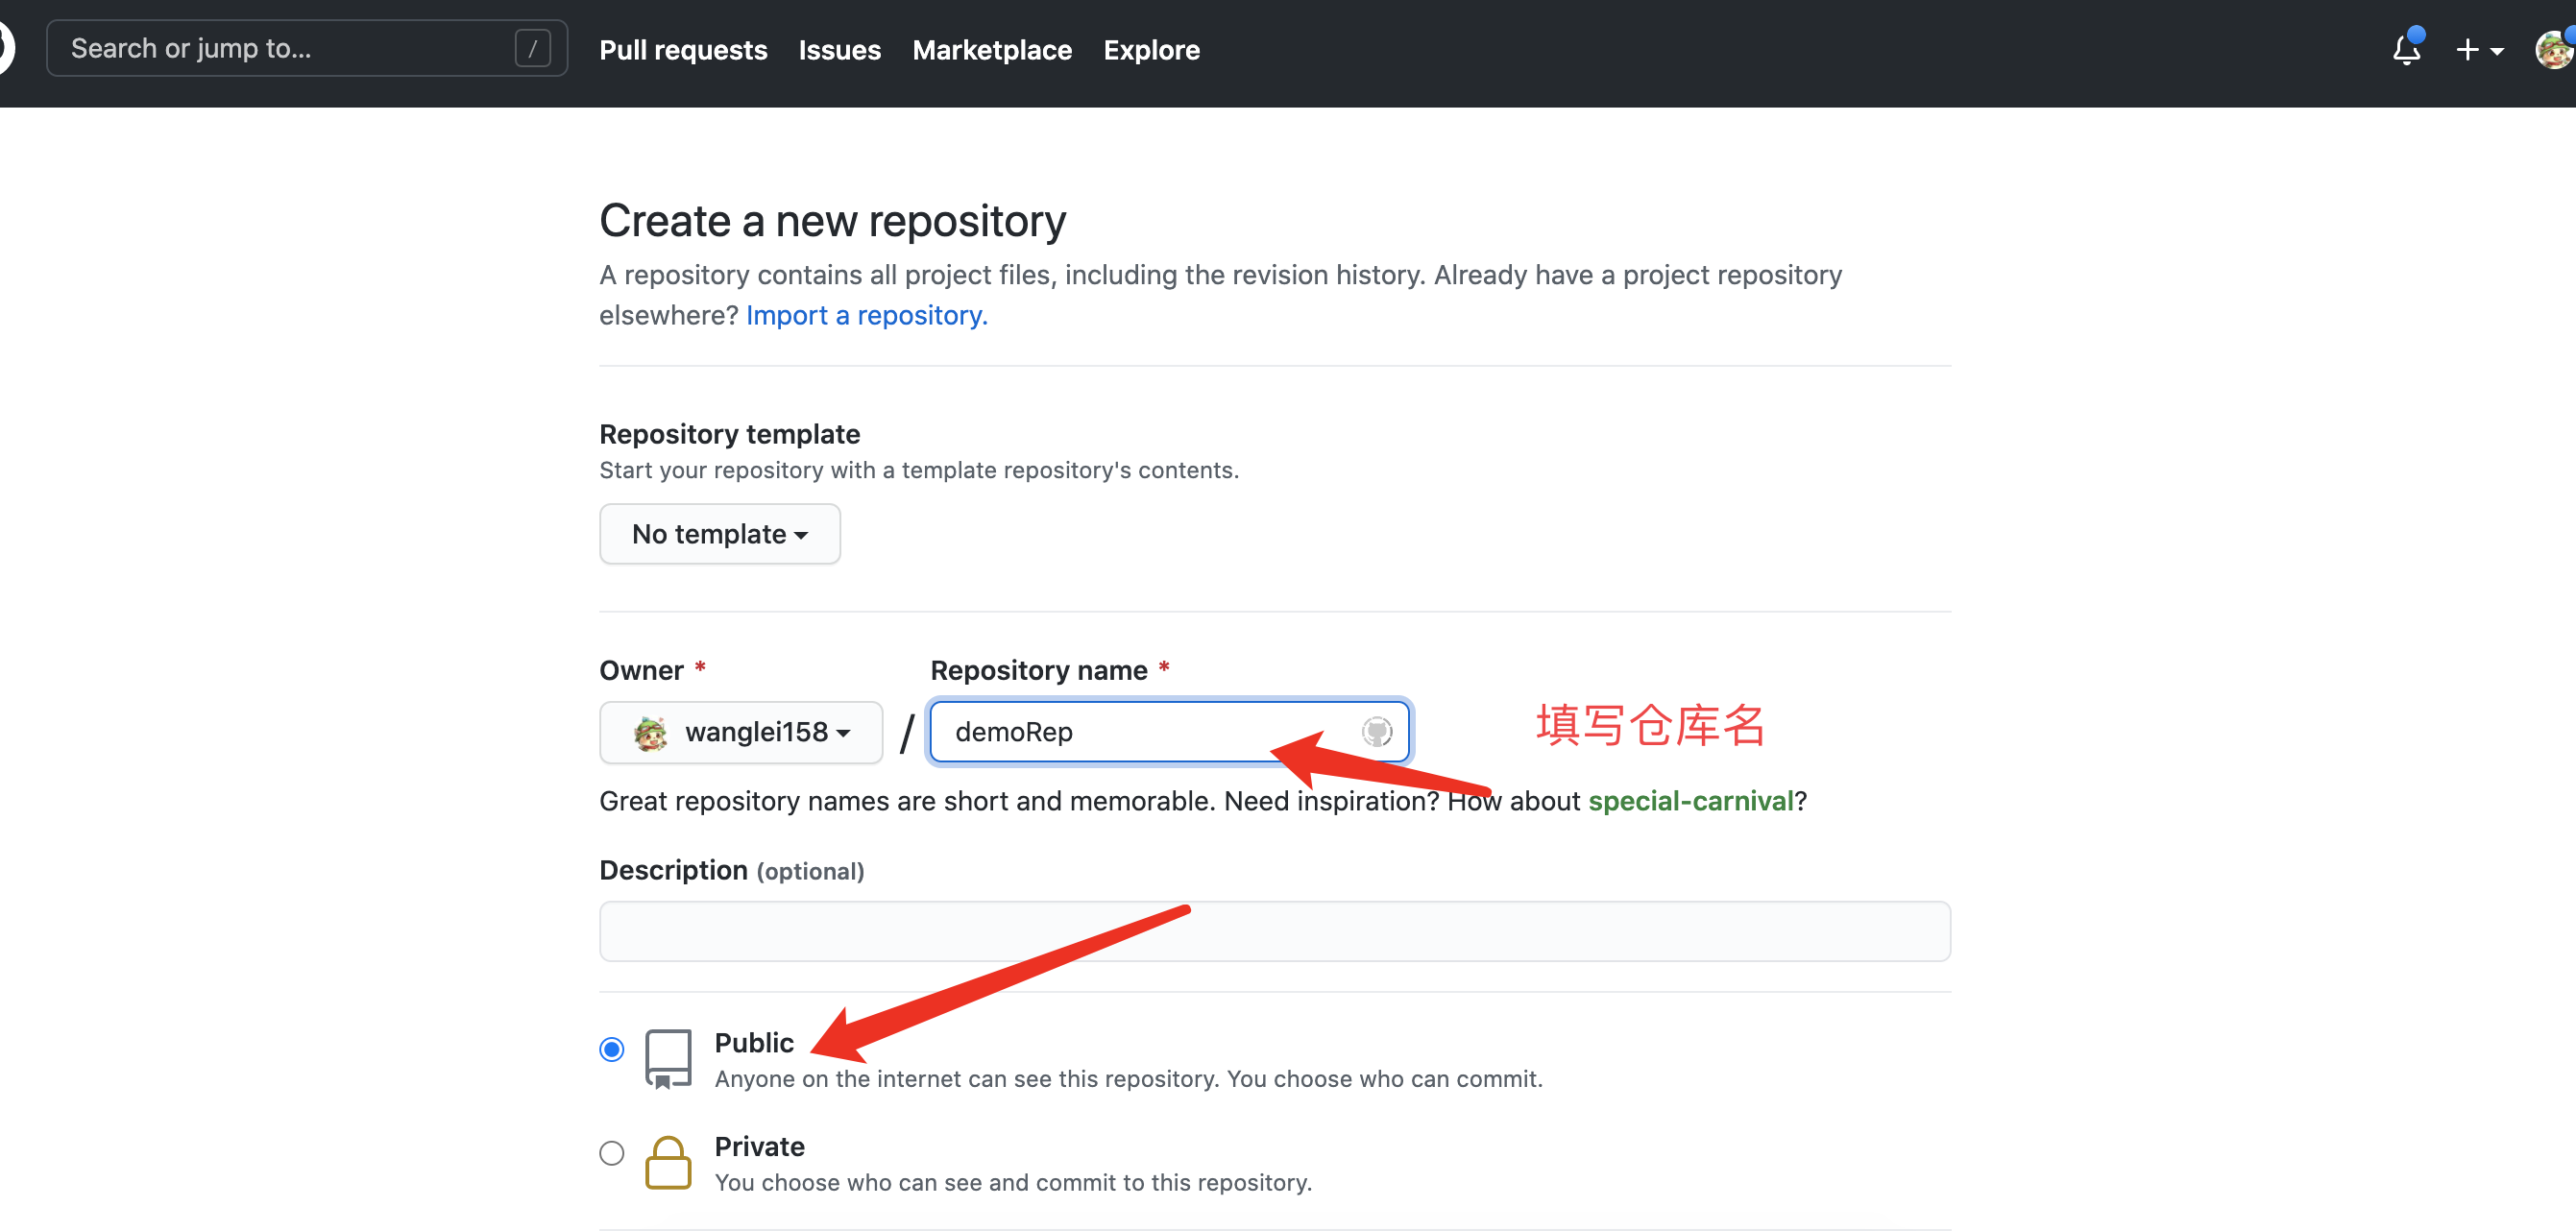 Search or jump to... /
Pull requests Issues Marketplace Explore
Create a new repository
A repository contains all project files, including the revision history. Already have a project repository
elsewhere? Import a repository.
Repository template
Start your repository with a template repository's contents.
No template
Owner * Repository name *
wanglei158 / demoRep 填写仓库名
Great repository names are short and memorable. Need inspiration? How about special-carnival?
Description (optional)
Public
Anyone on the internet can see this repository. You choose who can commit.
Private
You choose who can see and commit to this repository.